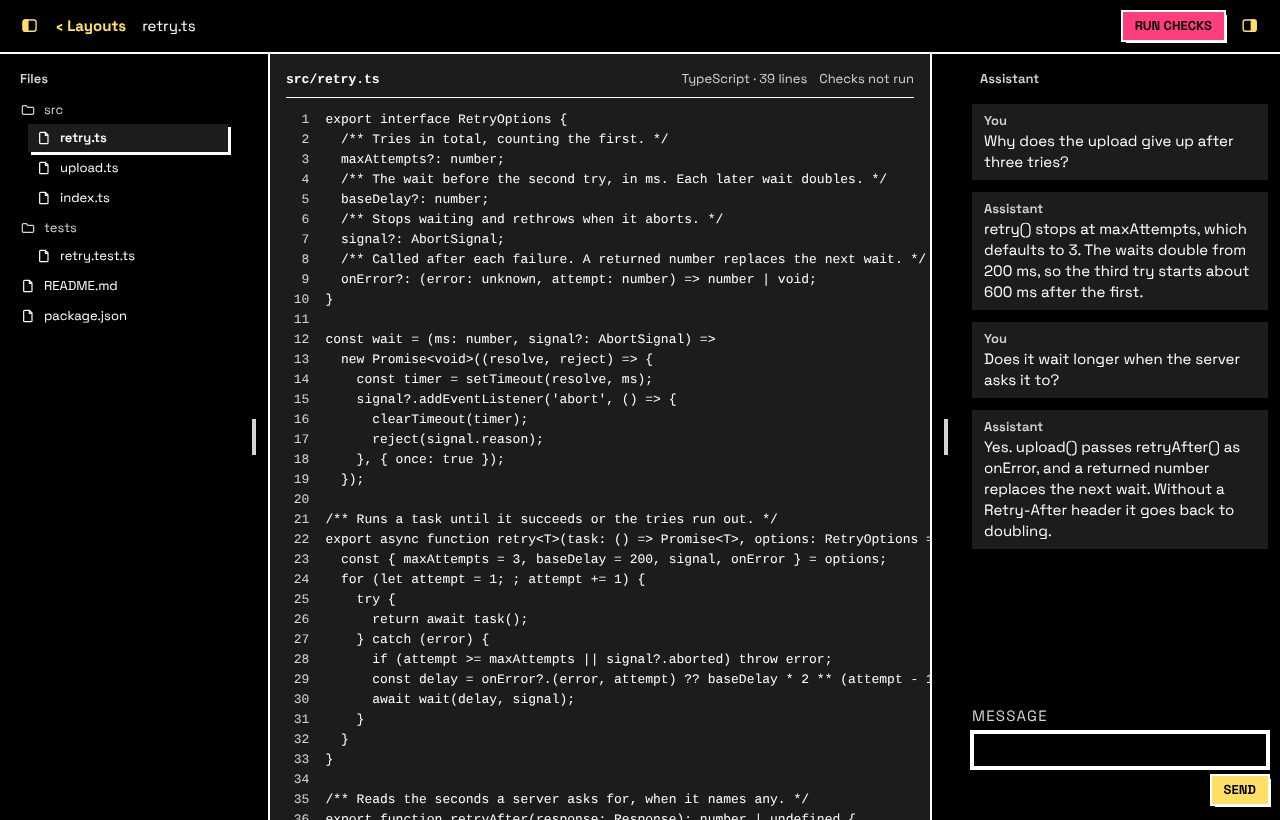 < Layouts retry.ts RUN CHECKS
Files
src
retry.ts
upload.ts
index.ts
tests
retry.test.ts
README.md
package.json
src/retry.ts TypeScript · 39 lines Checks not run
1 export interface RetryOptions {
2 /** Tries in total, counting the first. */
3 maxAttempts?: number;
4 /** The wait before the second try, in ms. Each later wait doubles. */
5 baseDelay?: number;
6 /** Stops waiting and rethrows when it aborts. */
7 signal?: AbortSignal;
8 /** Called after each failure. A returned number replaces the next wait. */
9 onError?: (error: unknown, attempt: number) => number | void;
10 }
11
12 const wait = (ms: number, signal?: AbortSignal) =>
13 new Promise<void>((resolve, reject) => {
14 const timer = setTimeout(resolve, ms);
15 signal?.addEventListener('abort', () => {
16 clearTimeout(timer);
17 reject(signal.reason);
18 }, { once: true });
19 });
20
21 /** Runs a task until it succeeds or the tries run out. */
22 export async function retry<T>(task: () => Promise<T>, options: RetryOptions =
23 const { maxAttempts = 3, baseDelay = 200, signal, onError } = options;
24 for (let attempt = 1; ; attempt += 1) {
25 try {
26 return await task();
27 } catch (error) {
28 if (attempt >= maxAttempts || signal?.aborted) throw error;
29 const delay = onError?.(error, attempt) ?? baseDelay * 2 ** (attempt - 1
30 await wait(delay, signal);
31 }
32 }
33 }
34
35 /** Reads the seconds a server asks for, when it names any. */
36 export function retryAfter(response: Response): number | undefined {
Assistant
You
Why does the upload give up after
three tries?
Assistant
retry() stops at maxAttempts, which
defaults to 3. The waits double from
200 ms, so the third try starts about
600 ms after the first.
You
Does it wait longer when the server
asks it to?
Assistant
Yes. upload() passes retryAfter() as
onError, and a returned number
replaces the next wait. Without a
Retry-After header it goes back to
doubling.
MESSAGE
SEND